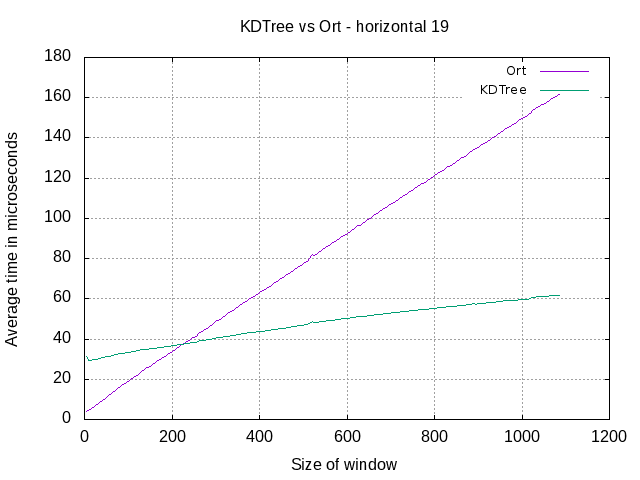 KDTree vs Ort - horizontal 19
Ort
KDTree
180
160
140
120
100
80
60
40
20
0
Average time in microseconds
0 200 400 600 800 1000 1200
Size of window